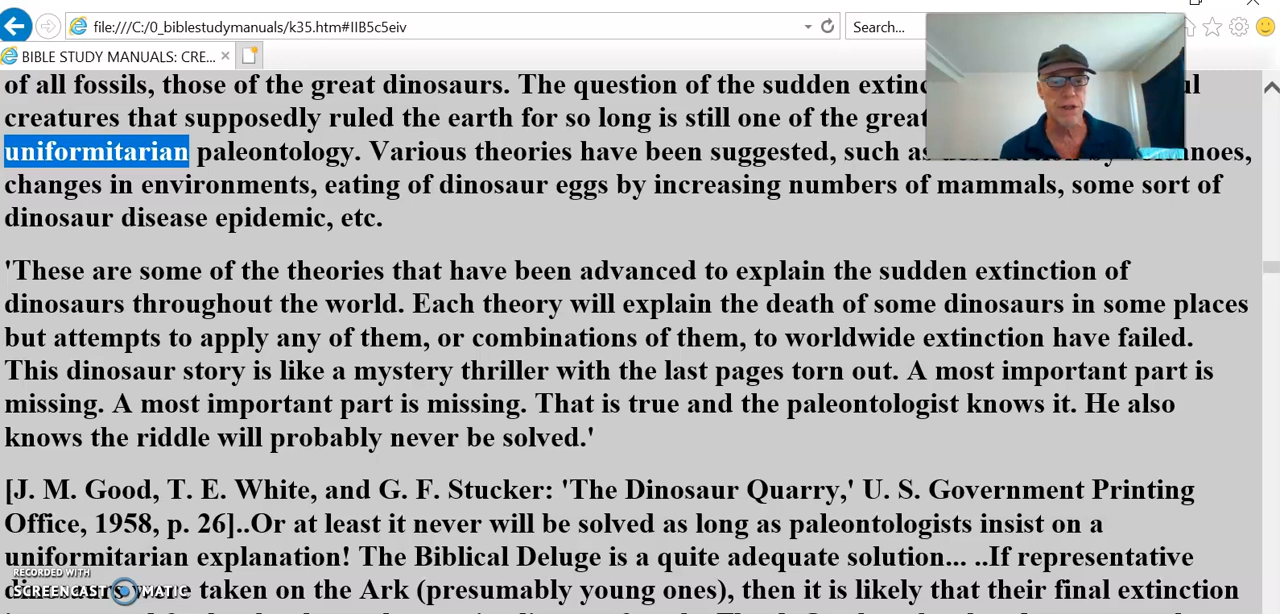 file:///C:/0_biblestudymanuals/k35.htm#IIB5c5eiv
Search...
BIBLE STUDY MANUALS: CRE...
of all fossils, those of the great dinosaurs. The question of the sudden
creatures that supposedly ruled the earth for so long is still one of the
uniformitarian paleontology. Various theories have been suggested, such as
changes in environments, eating of dinosaur eggs by increasing numbers of mammals, some sort of
dinosaur disease epidemic, etc.
'These are some of the theories that have been advanced to explain the sudden extinction of
dinosaurs throughout the world. Each theory will explain the death of some dinosaurs in some places
but attempts to apply any of them, or combinations of them, to worldwide extinction have failed.
This dinosaur story is like a mystery thriller with the last pages torn out. A most important part is
missing. A most important part is missing. That is true and the paleontologist knows it. He also
knows the riddle will probably never be solved.'
[J. M. Good, T. E. White, and G. F. Stucker: 'The Dinosaur Quarry,' U. S. Government Printing
Office, 1958, p. 26]..Or at least it never will be solved as long as paleontologists insist on a
uniformitarian explanation! The Biblical Deluge is a quite adequate solution... ..If representative
RECORDED WITH
SCREENCAST MATIC
taken on the Ark (presumably young ones), then it is likely that their final extinction